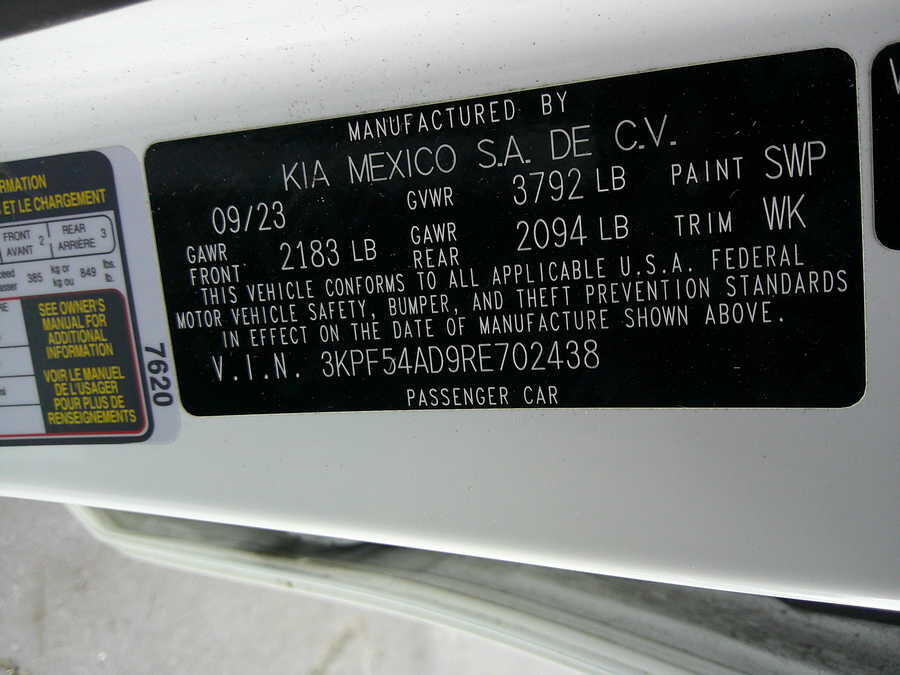 MANUFACTURED BY
KIA MEXICO S.A. DE C.V.
09/23 GVWR 3792 LB PAINT SWP
GAWR FRONT 2183 LB GAWR REAR 2094 LB TRIM WK
THIS VEHICLE CONFORMS TO ALL APPLICABLE U.S.A. FEDERAL
MOTOR VEHICLE SAFETY, BUMPER, AND THEFT PREVENTION STANDARDS
IN EFFECT ON THE DATE OF MANUFACTURE SHOWN ABOVE.
V.I.N. 3KPF54AD9RE702438
PASSENGER CAR
ET LE CHARGEMENT
FRONT AVANT 2 REAR ARRIÈRE 3
385 kg or kg ou 849 lbs. lb.
SEE OWNER'S
MANUAL FOR
ADDITIONAL
INFORMATION
VOIR LE MANUEL
DE L'USAGER
POUR PLUS DE
RENSEIGNEMENTS
7620